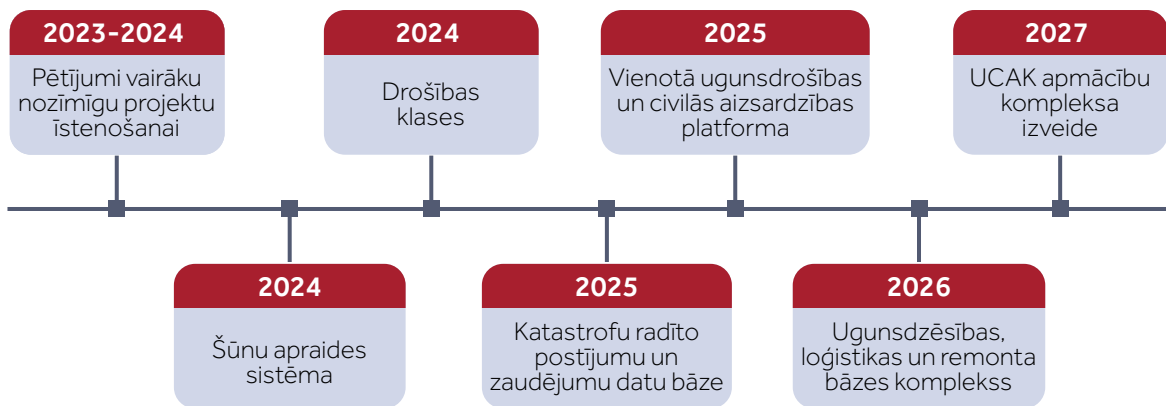 2023-2024
Pētījumi vairāku
nozīmīgu projektu
īstenošanai
2024
Šūnu apraides
sistēma
2024
Drošības
klases
2025
Katastrofu radīto
postījumu un
zaudējumu datu bāze
2025
Vienotā ugunsdrošības
un civilās aizsardzības
platforma
2026
Ugunsdzēsības,
loģistikas un remonta
bāzes komplekss
2027
UCAK apmācību
kompleksa
izveide